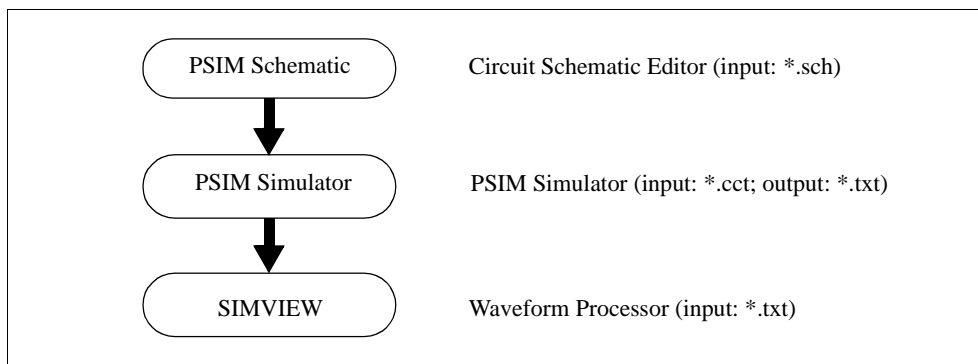 PSIM Schematic
Circuit Schematic Editor (input: *.sch)
PSIM Simulator
PSIM Simulator (input: *.cct; output: *.txt)
SIMVIEW
Waveform Processor (input: *.txt)